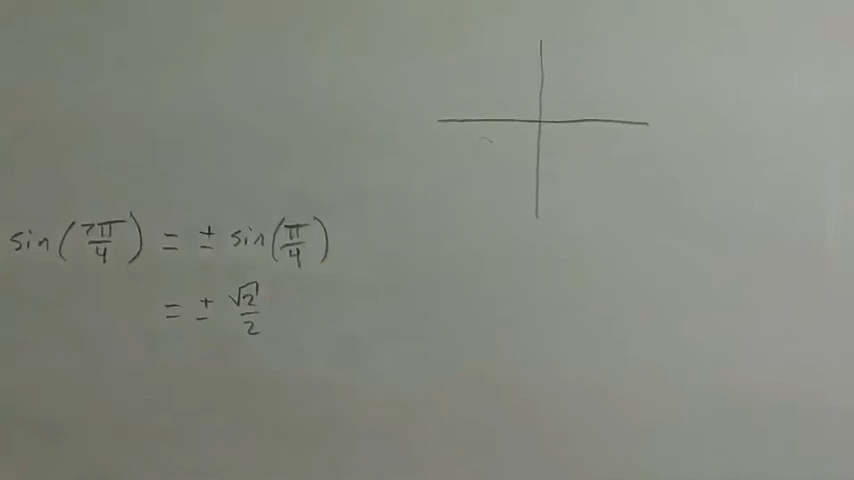 sin(7π/4) = ± sin(π/4)
= ± √2/2